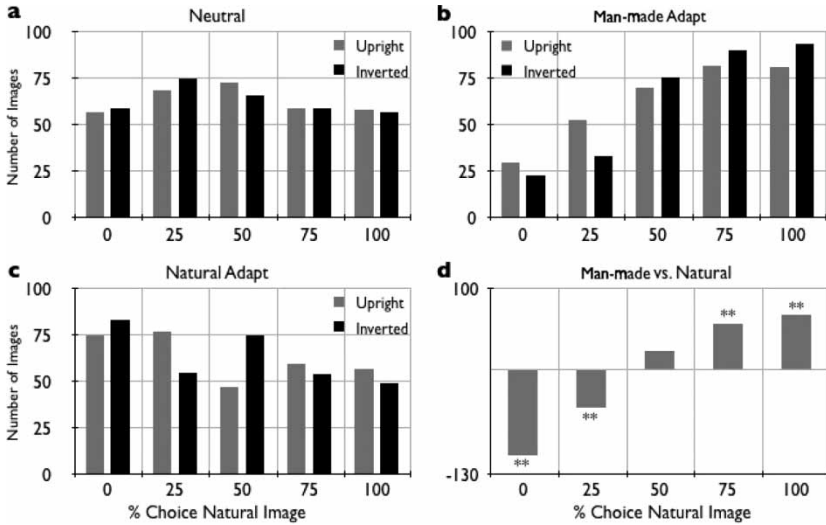 a
Neutral
100
75
50
25
0
Number of Images
Upright
Inverted
0 25 50 75 100
b
Man-made Adapt
100
75
50
25
0
Upright
Inverted
0 25 50 75 100
c
Natural Adapt
100
75
50
25
0
Number of Images
Upright
Inverted
0 25 50 75 100
% Choice Natural Image
d
Man-made vs. Natural
100
-130
**
**
**
**
0 25 50 75 100
% Choice Natural Image